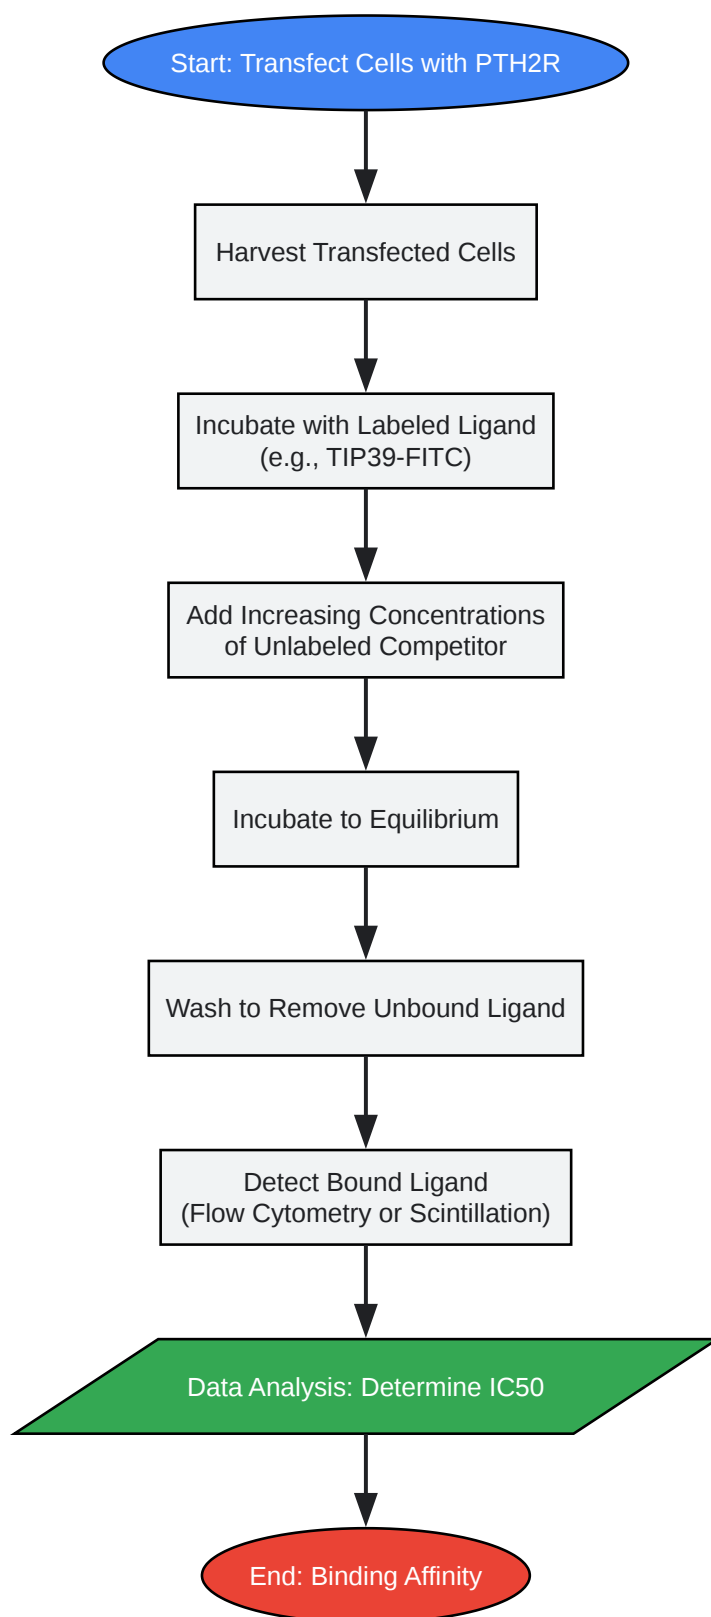 Start: Transfect Cells with PTH2R
Harvest Transfected Cells
Incubate with Labeled Ligand
(e.g., TIP39-FITC)
Add Increasing Concentrations
of Unlabeled Competitor
Incubate to Equilibrium
Wash to Remove Unbound Ligand
Detect Bound Ligand
(Flow Cytometry or Scintillation)
Data Analysis: Determine IC50
End: Binding Affinity